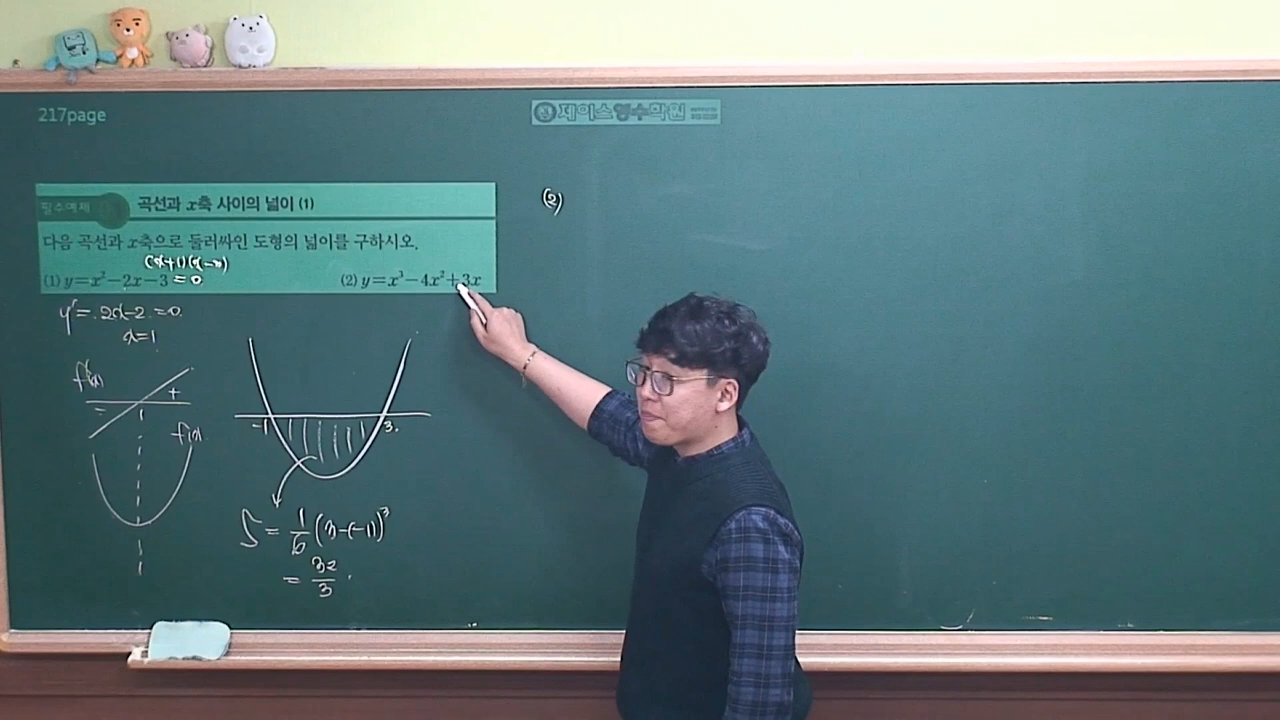 217page
제이스영수학원
필수예제 곡선과 x축 사이의 넓이 (1)
다음 곡선과 x축으로 둘러싸인 도형의 넓이를 구하시오.
(x+1)(x-3)
(1) y=x²-2x-3 =0 (2) y=x³-4x²+3x
(2)
y'= 2x-2 =0
x=1
f'(x)
- +
1
f(x)
-1 3
S = 1/6 (3-(-1))³
= 32/3